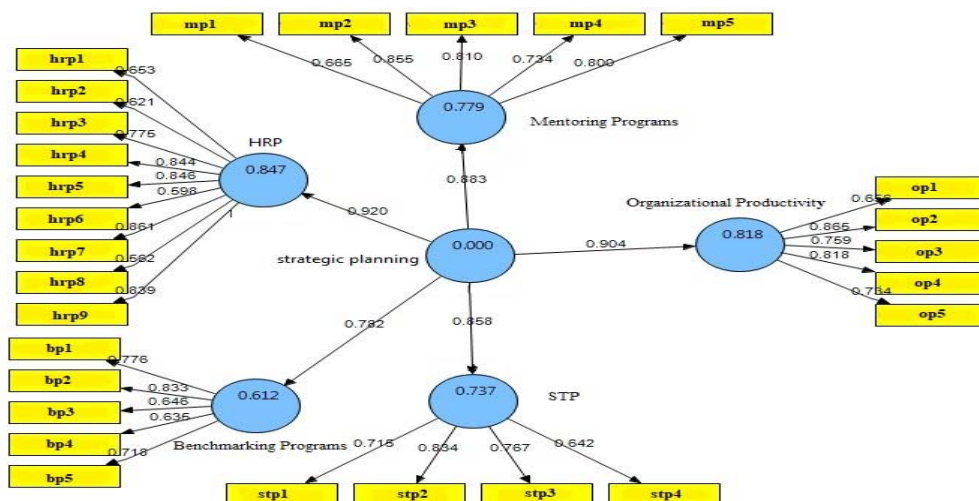 mp1 mp2 mp3 mp4 mp5
0.665 0.855 0.810 0.734 0.800
0.779
Mentoring Programs
hrp1
hrp2
hrp3
hrp4
hrp5
hrp6
hrp7
hrp8
hrp9
0.653
0.621
0.775
0.844
0.846
0.598
0.861
0.562
0.839
HRP
0.847
0.883
0.920
Organizational Productivity
0.818
0.904
0.000
strategic planning
op1
op2
op3
op4
op5
0.656
0.865
0.759
0.818
0.734
0.782
0.858
bp1
bp2
bp3
bp4
bp5
0.776
0.833
0.646
0.635
0.718
0.612
Benchmarking Programs
0.737
STP
0.715 0.834 0.767 0.642
stp1 stp2 stp3 stp4